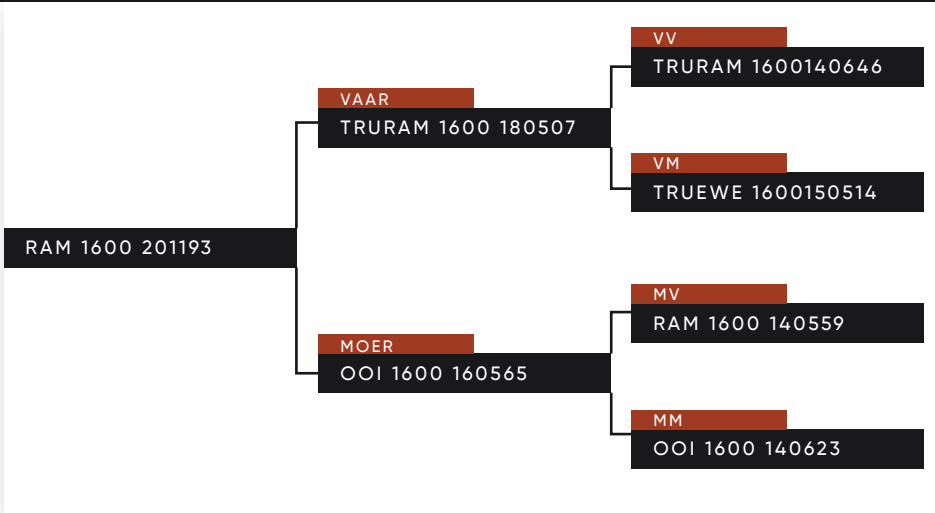 VV
TRURAM 1600140646
VAAR
TRURAM 1600 180507
VM
TRUEWE 1600150514
RAM 1600 201193
MV
RAM 1600 140559
MOER
OOI 1600 160565
MM
OOI 1600 140623